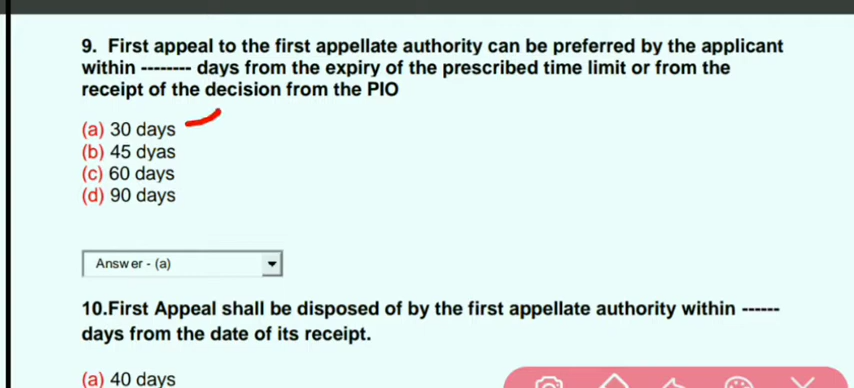 9. First appeal to the first appellate authority can be preferred by the applicant
within -------- days from the expiry of the prescribed time limit or from the
receipt of the decision from the PIO
(a) 30 days
(b) 45 dyas
(c) 60 days
(d) 90 days
Answer - (a)
10.First Appeal shall be disposed of by the first appellate authority within ------
days from the date of its receipt.
(a) 40 days